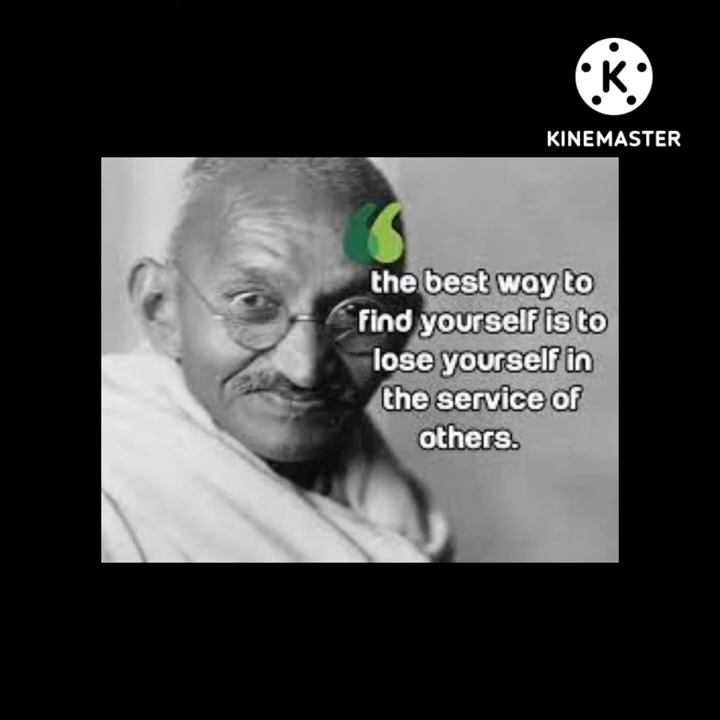 K
KINEMASTER
the best way to
find yourself is to
lose yourself in
the service of
others.